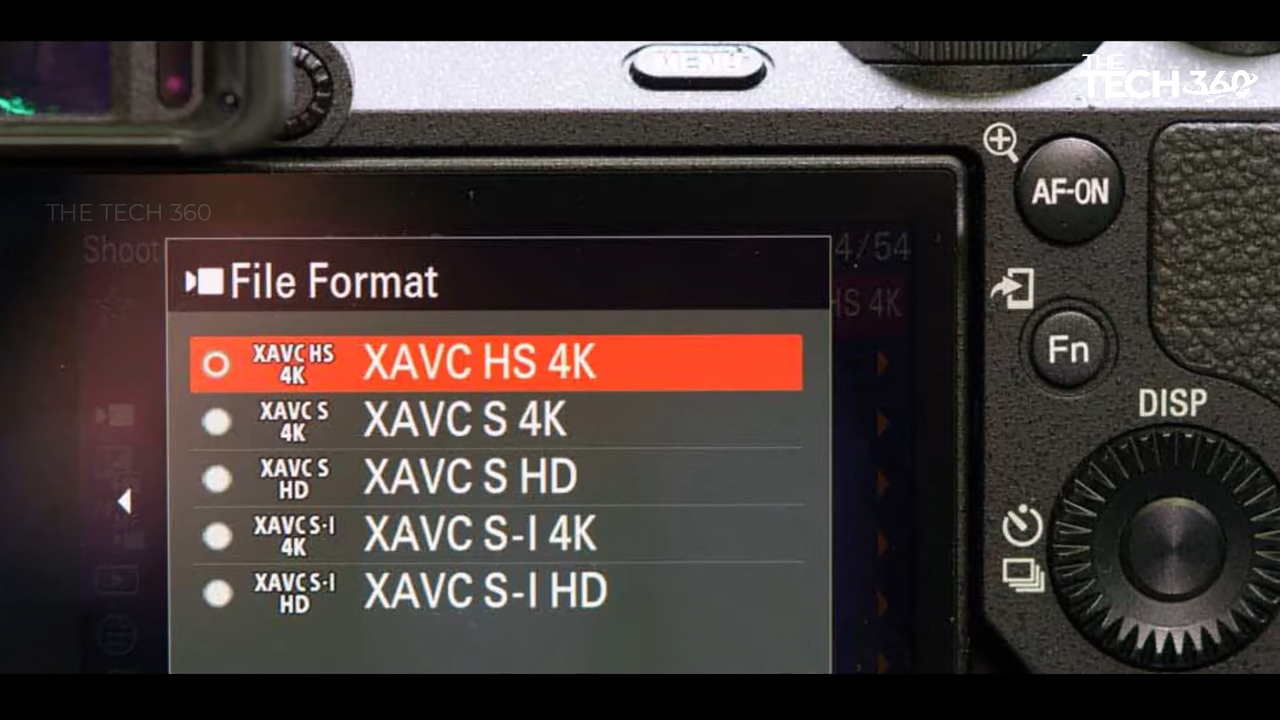 MENU
THE
TECH 360
AF-ON
THE TECH 360
Shoot
4/54
File Format
HS 4K
Fn
XAVC HS
4K
XAVC HS 4K
XAVC S
4K
XAVC S 4K
DISP
XAVC S
HD
XAVC S HD
XAVC S-I
4K
XAVC S-I 4K
XAVC S-I
HD
XAVC S-I HD